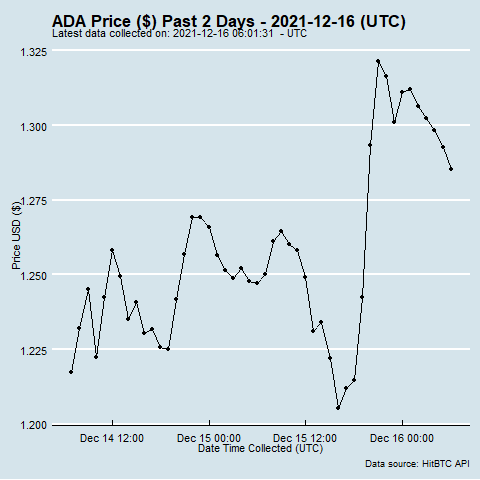 ADA Price ($) Past 2 Days - 2021-12-16 (UTC)
Latest data collected on: 2021-12-16 06:01:31  - UTC
1.325
1.300
1.275
1.250
1.225
1.200
Price USD ($)
Dec 14 12:00 Dec 15 00:00 Dec 15 12:00 Dec 16 00:00
Date Time Collected (UTC)
Data source: HitBTC API